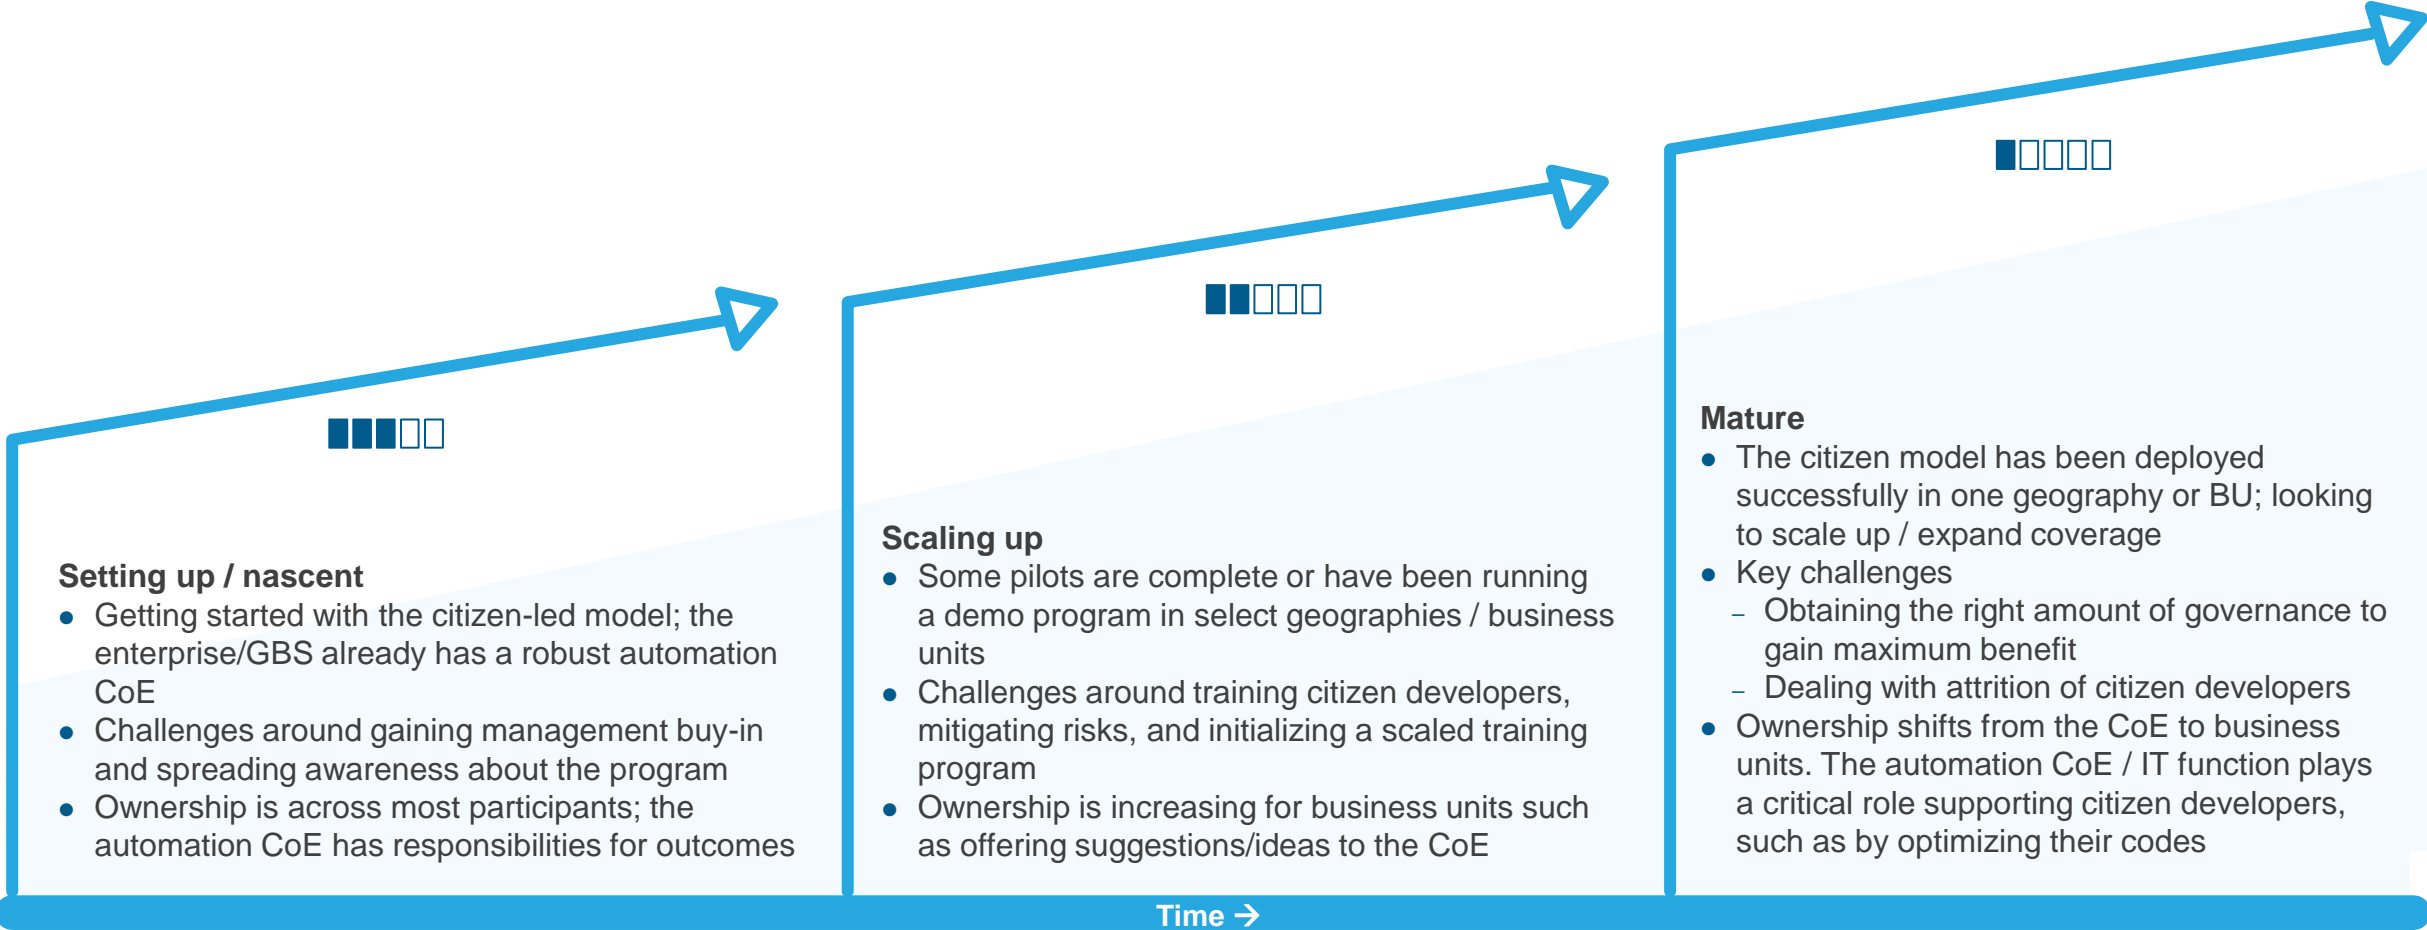 Setting up / nascent
● Getting started with the citizen-led model; the
enterprise/GBS already has a robust automation
CoE
● Challenges around gaining management buy-in
and spreading awareness about the program
● Ownership is across most participants; the
automation CoE has responsibilities for outcomes
Scaling up
● Some pilots are complete or have been running
a demo program in select geographies / business
units
● Challenges around training citizen developers,
mitigating risks, and initializing a scaled training
program
● Ownership is increasing for business units such
as offering suggestions/ideas to the CoE
Mature
● The citizen model has been deployed
successfully in one geography or BU; looking
to scale up / expand coverage
● Key challenges
– Obtaining the right amount of governance to
gain maximum benefit
– Dealing with attrition of citizen developers
● Ownership shifts from the CoE to business
units. The automation CoE / IT function plays
a critical role supporting citizen developers,
such as by optimizing their codes
Time →